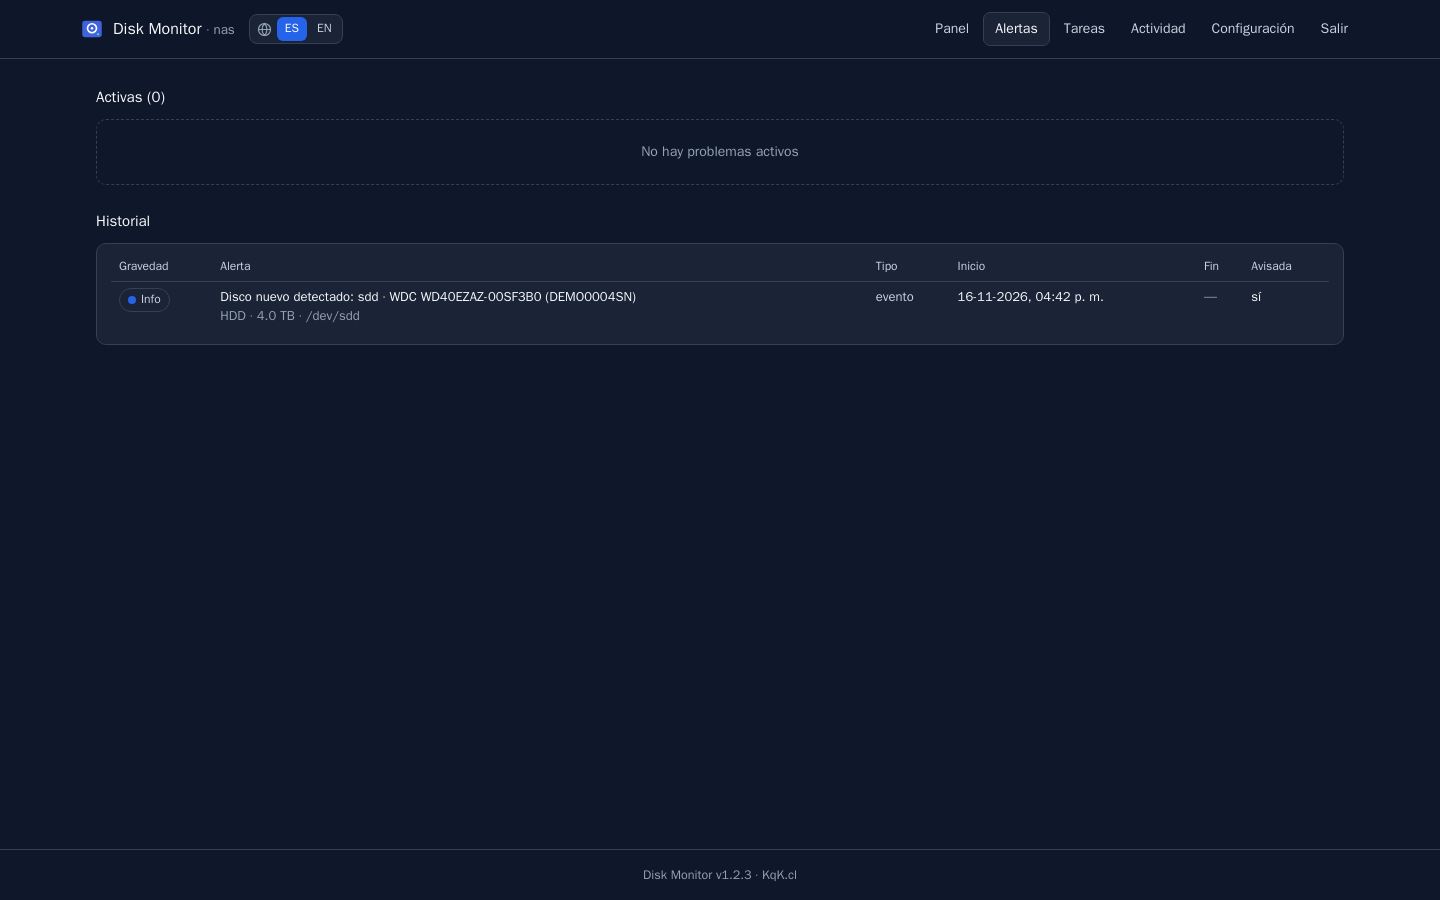 Disk Monitor · nas ES EN Panel Alertas Tareas Actividad Configuración Salir
Activas (0)
No hay problemas activos
Historial
Gravedad Alerta Tipo Inicio Fin Avisada
Info Disco nuevo detectado: sdd · WDC WD40EZAZ-00SF3B0 (DEMO0004SN) evento 16-11-2026, 04:42 p. m. — sí
HDD · 4.0 TB · /dev/sdd
Disk Monitor v1.2.3 · KqK.cl